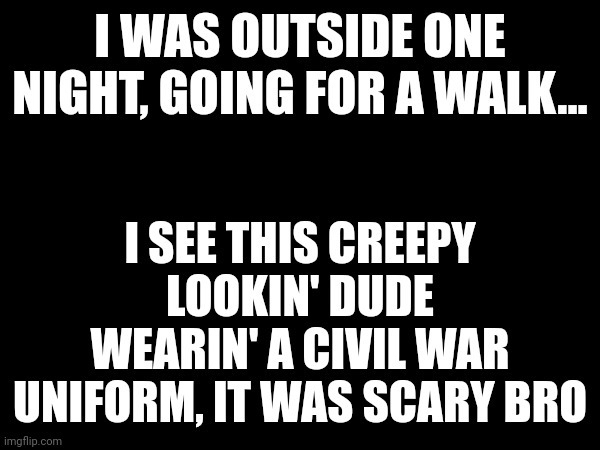 I WAS OUTSIDE ONE
NIGHT, GOING FOR A WALK...
I SEE THIS CREEPY
LOOKIN' DUDE
WEARIN' A CIVIL WAR
UNIFORM, IT WAS SCARY BRO
imgflip.com